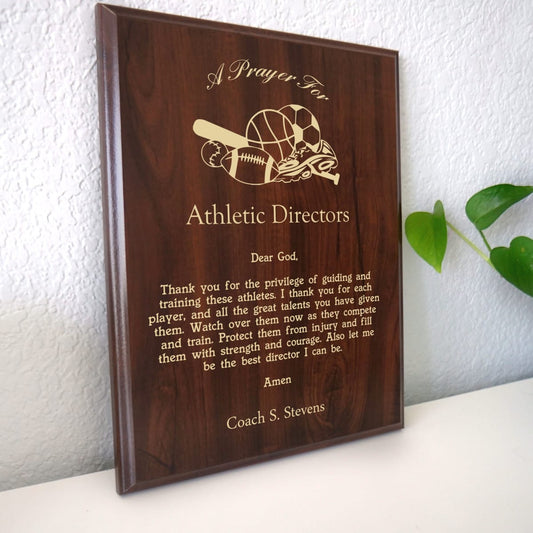 A Prayer For
Athletic Directors
Dear God,
Thank you for the privilege of guiding and
training these athletes. I thank you for each
player, and all the great talents you have given
them. Watch over them now as they compete
and train. Protect them from injury and fill
them with strength and courage. Also let me
be the best director I can be.
Amen
Coach S. Stevens